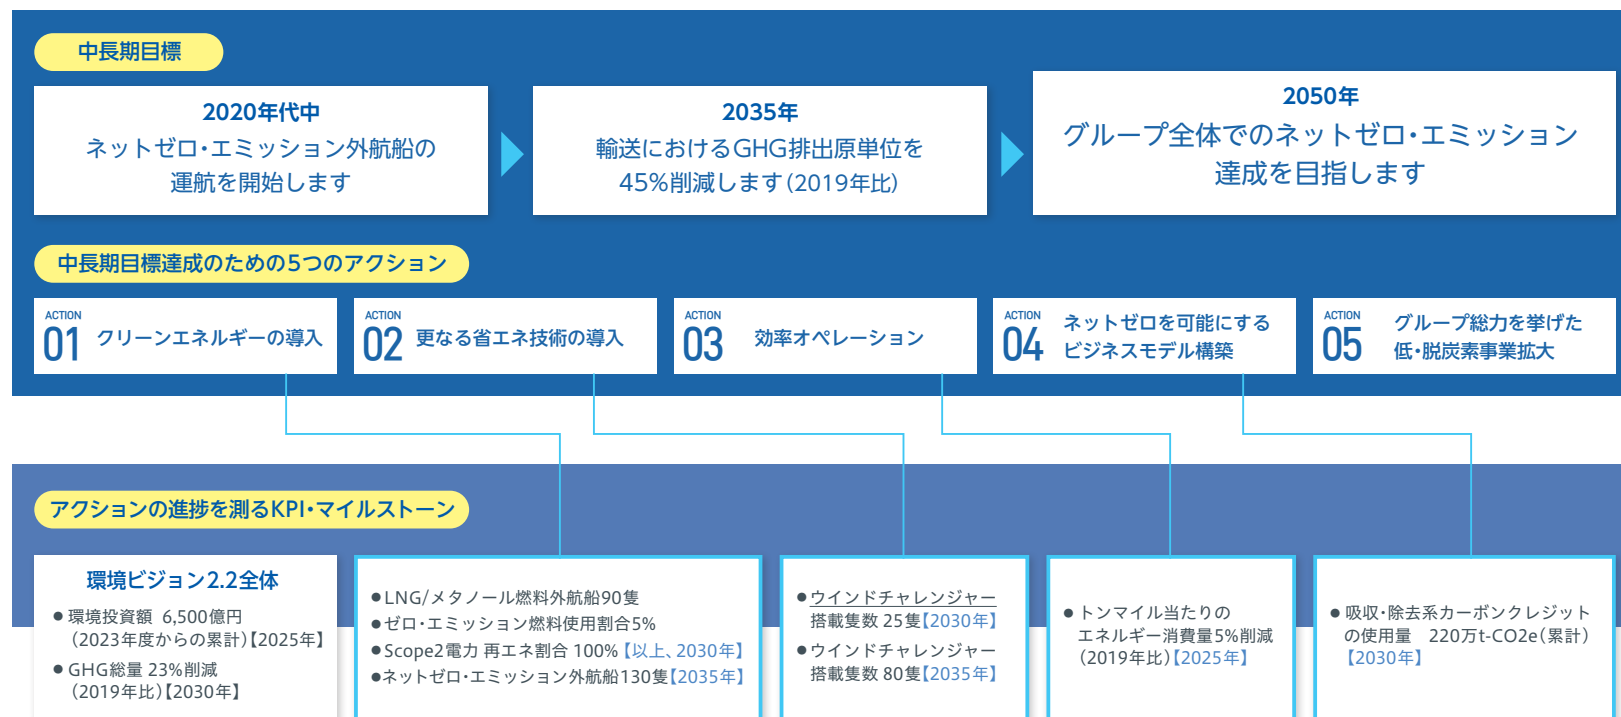 中長期目標
2020年代中
ネットゼロ・エミッション外航船の
運航を開始します
2035年
輸送におけるGHG排出原単位を
45%削減します(2019年比)
2050年
グループ全体でのネットゼロ・エミッション
達成を目指します
中長期目標達成のための5つのアクション
ACTION
01 クリーンエネルギーの導入
ACTION
02 更なる省エネ技術の導入
ACTION
03 効率オペレーション
ACTION
04 ネットゼロを可能にする
ビジネスモデル構築
ACTION
05 グループ総力を挙げた
低・脱炭素事業拡大
アクションの進捗を測るKPI・マイルストーン
環境ビジョン2.2全体
●環境投資額 6,500億円
(2023年度からの累計)【2025年】
●GHG総量 23%削減
(2019年比)【2030年】
●LNG/メタノール燃料外航船90隻
●ゼロ・エミッション燃料使用割合5%
●Scope2電力 再エネ割合 100%【以上、2030年】
●ネットゼロ・エミッション外航船130隻【2035年】
●ウインドチャレンジャー
搭載隻数 25隻【2030年】
●ウインドチャレンジャー
搭載隻数 80隻【2035年】
●トンマイル当たりの
エネルギー消費量5%削減
(2019年比)【2025年】
●吸収・除去系カーボンクレジット
の使用量 220万t-CO2e(累計)
【2030年】